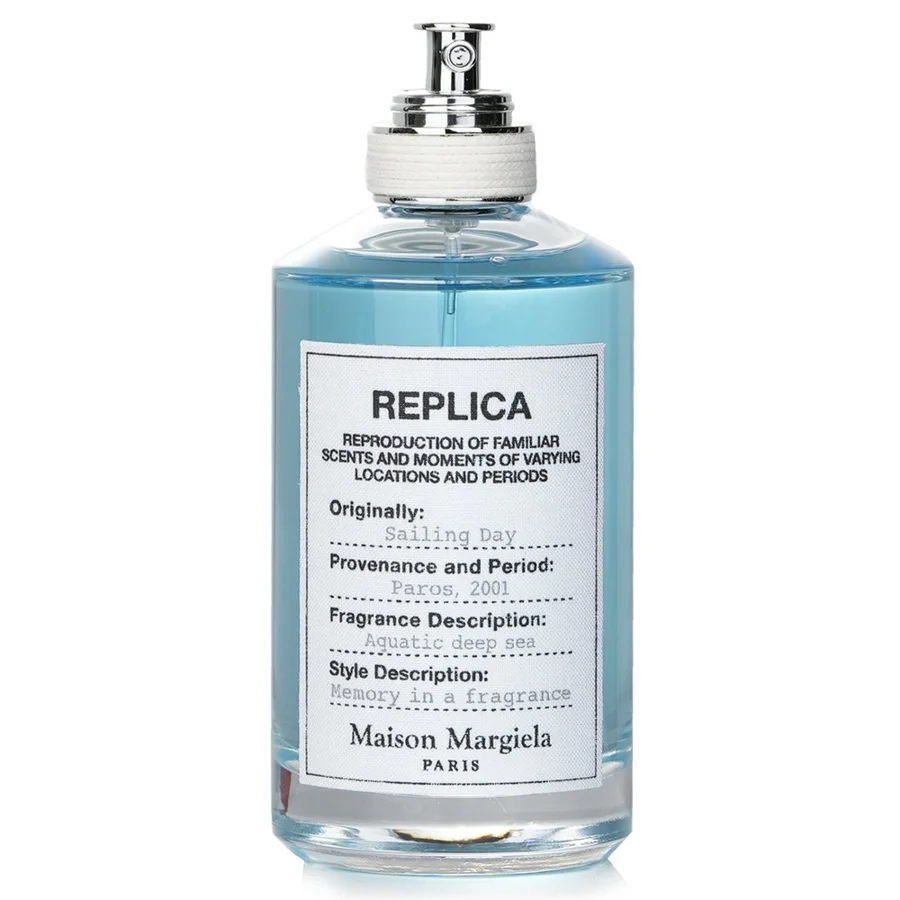 REPLICA
REPRODUCTION OF FAMILIAR
SCENTS AND MOMENTS OF VARYING
LOCATIONS AND PERIODS
Originally:
Sailing Day
Provenance and Period:
Paros, 2001
Fragrance Description:
Aquatic deep sea
Style Description:
Memory in a fragrance
Maison Margiela
PARIS